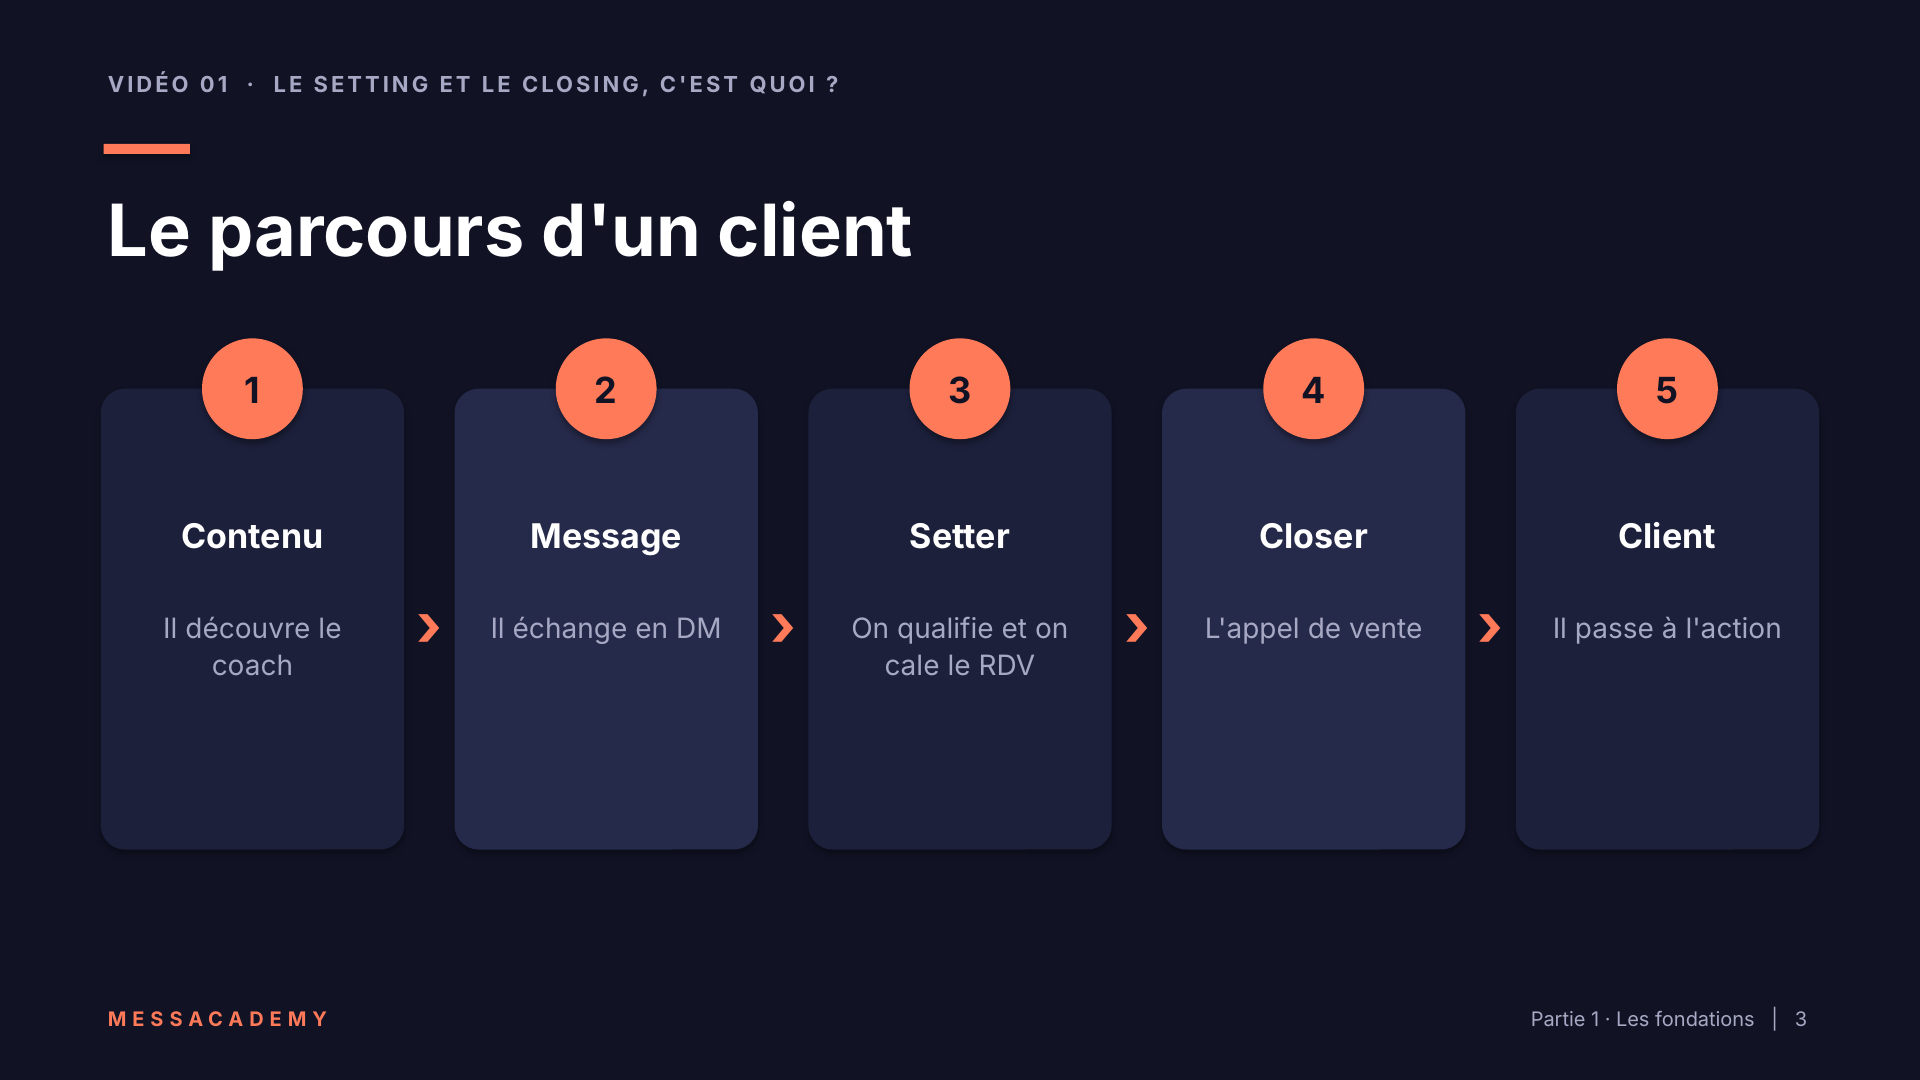 VIDÉO 01 · LE SETTING ET LE CLOSING, C'EST QUOI ?
Le parcours d'un client
1
Contenu
Il découvre le
coach
2
Message
Il échange en DM
3
Setter
On qualifie et on
cale le RDV
4
Closer
L'appel de vente
5
Client
Il passe à l'action
MESSACADEMY
Partie 1 · Les fondations | 3